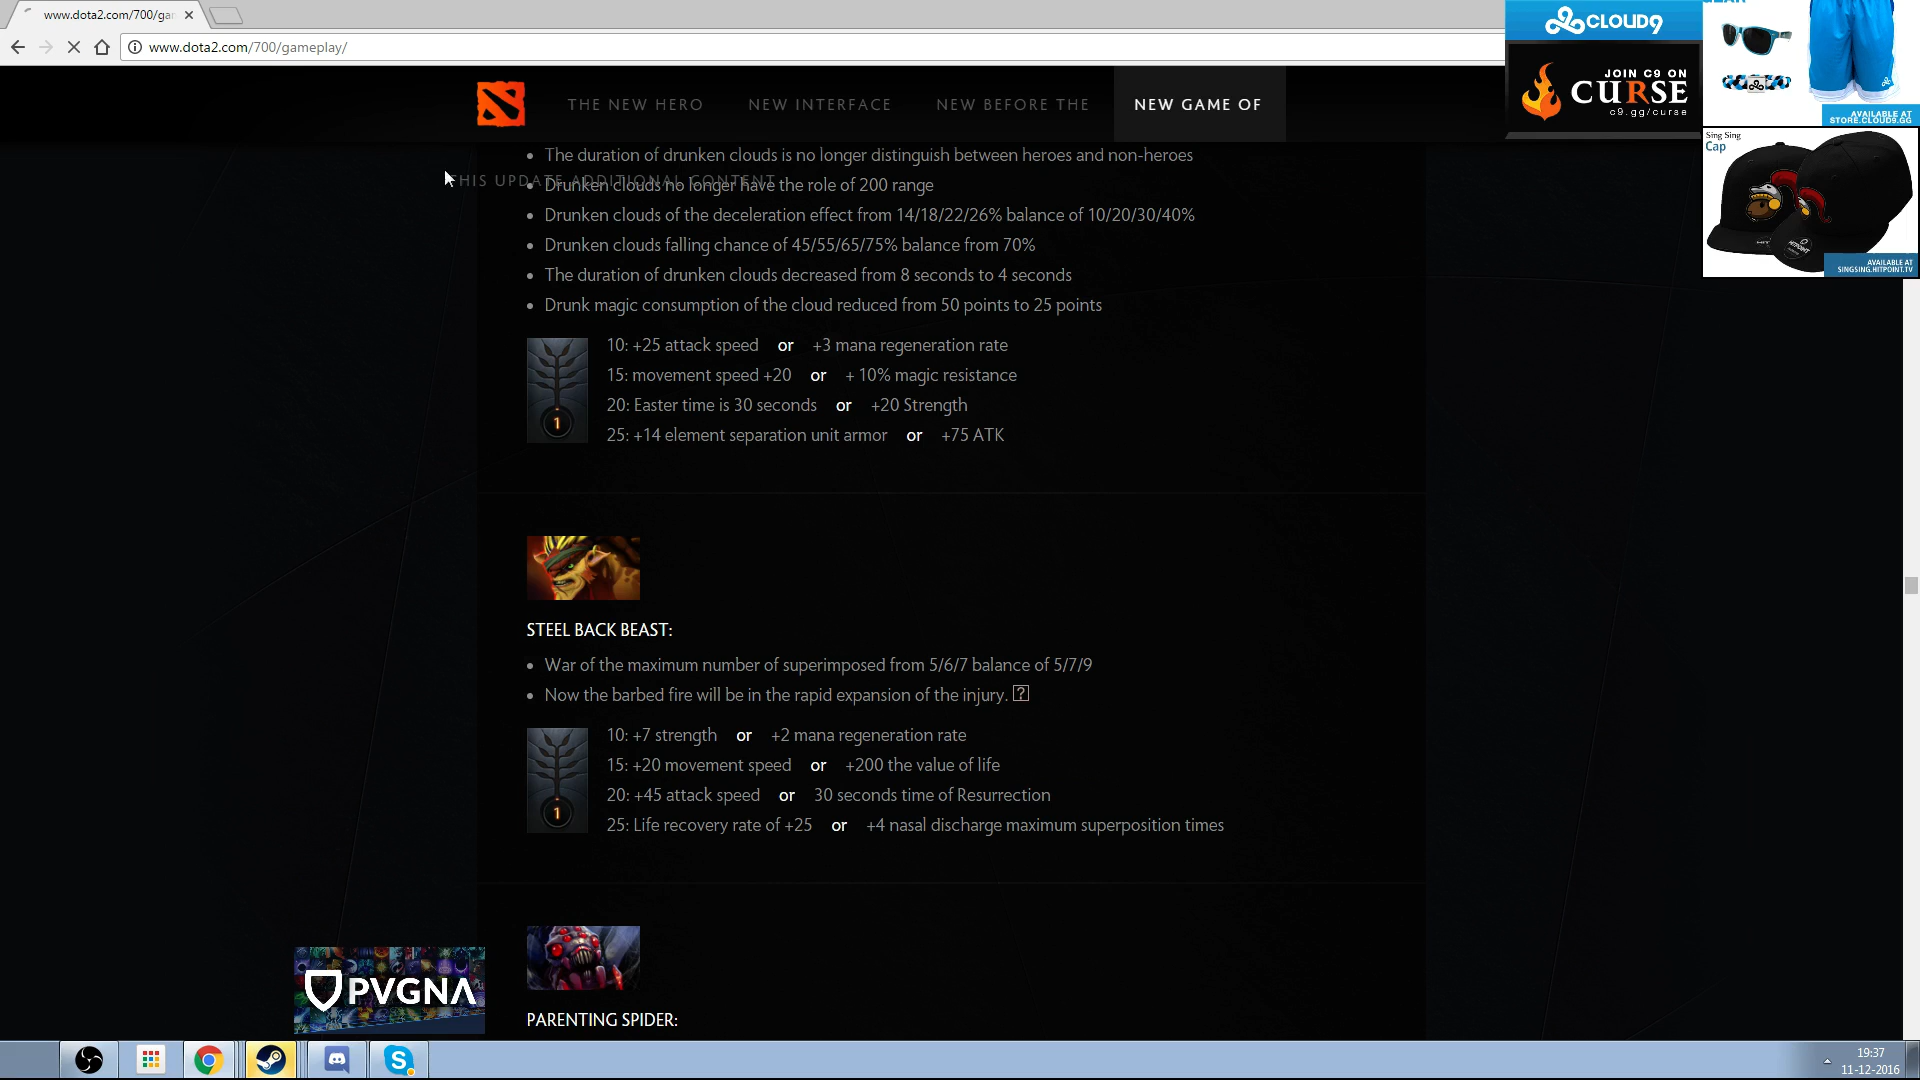 www.dota2.com/700/gam
www.dota2.com/700/gameplay/
THE NEW HERO
NEW INTERFACE
NEW BEFORE THE
NEW GAME OF
CLOUD9
JOIN C9 ON
CURSE
c9.gg/curse
GEAR
AVAILABLE AT
STORE.CLOUD9.GG
Sing Sing
Cap
AVAILABLE AT
SINGSING.HITPOINT.TV
• The duration of drunken clouds is no longer distinguish between heroes and non-heroes
THIS UPDATE ADDITIONAL CONTENT
• Drunken clouds no longer have the role of 200 range
• Drunken clouds of the deceleration effect from 14/18/22/26% balance of 10/20/30/40%
• Drunken clouds falling chance of 45/55/65/75% balance from 70%
• The duration of drunken clouds decreased from 8 seconds to 4 seconds
• Drunk magic consumption of the cloud reduced from 50 points to 25 points
10: +25 attack speed or +3 mana regeneration rate
15: movement speed +20 or + 10% magic resistance
20: Easter time is 30 seconds or +20 Strength
25: +14 element separation unit armor or +75 ATK
1
STEEL BACK BEAST:
• War of the maximum number of superimposed from 5/6/7 balance of 5/7/9
• Now the barbed fire will be in the rapid expansion of the injury. ?
10: +7 strength or +2 mana regeneration rate
15: +20 movement speed or +200 the value of life
20: +45 attack speed or 30 seconds time of Resurrection
25: Life recovery rate of +25 or +4 nasal discharge maximum superposition times
1
PVGNA
PARENTING SPIDER:
19:37
11-12-2016